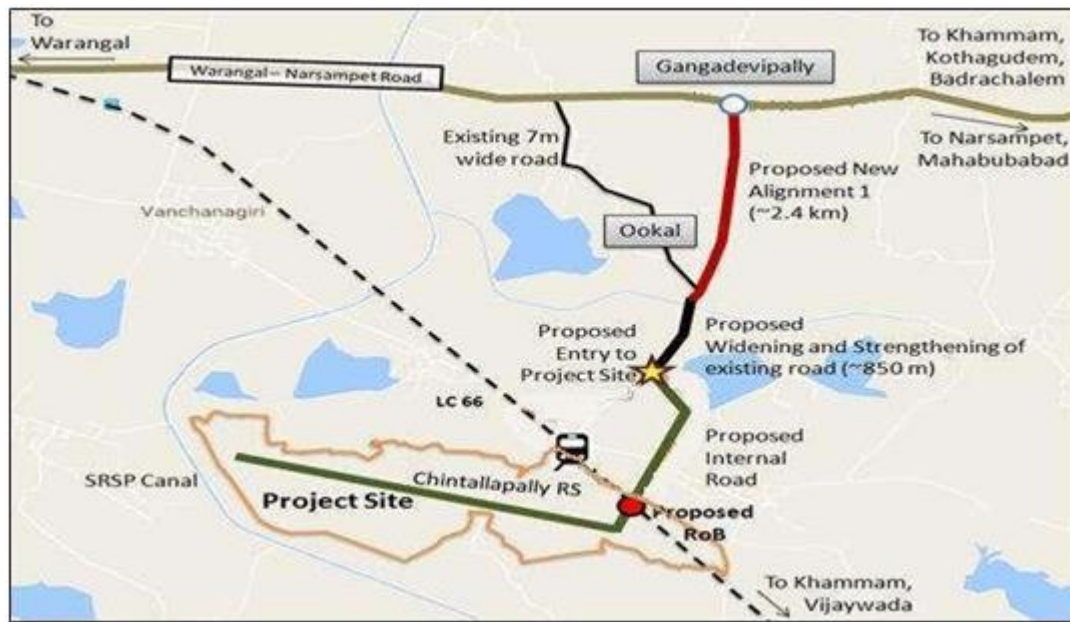 To
Warangal
Warangal – Narsampet Road
Gangadevipally
To Khammam,
Kothagudem,
Badrachalem
To Narsampet,
Mahabubabad
Existing 7m
wide road
Proposed New
Alignment 1
(~2.4 km)
Vanchanagiri
Ookal
Proposed
Entry to
Project Site
Proposed
Widening and Strengthening of
existing road (~850 m)
LC 66
Proposed
Internal
Road
SRSP Canal
Chintallapally RS
Project Site
Proposed
RoB
To Khammam,
Vijaywada